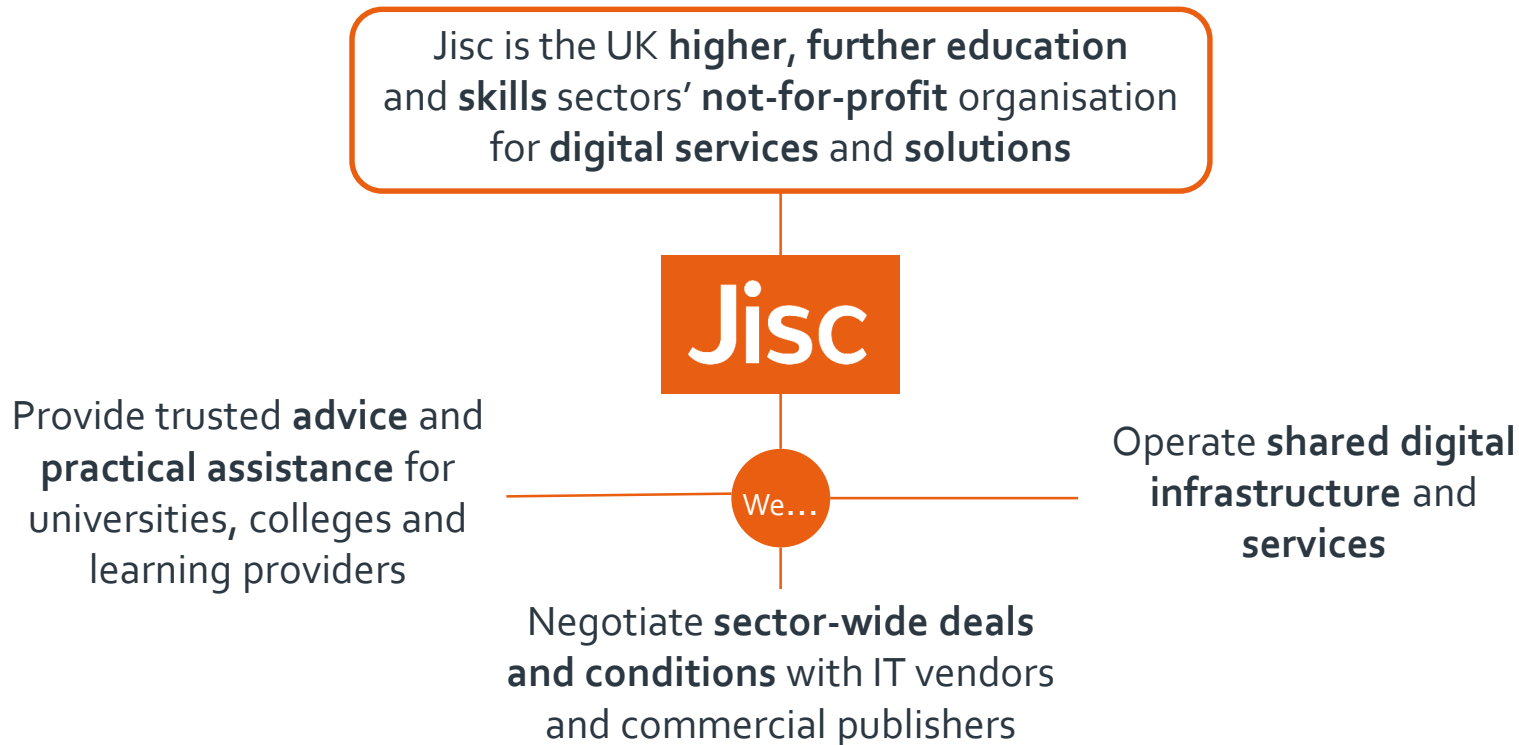 Jisc is the UK higher, further education
and skills sectors’ not-for-profit organisation
for digital services and solutions
Jisc
We...
Provide trusted advice and
practical assistance for
universities, colleges and
learning providers
Operate shared digital
infrastructure and
services
Negotiate sector-wide deals
and conditions with IT vendors
and commercial publishers